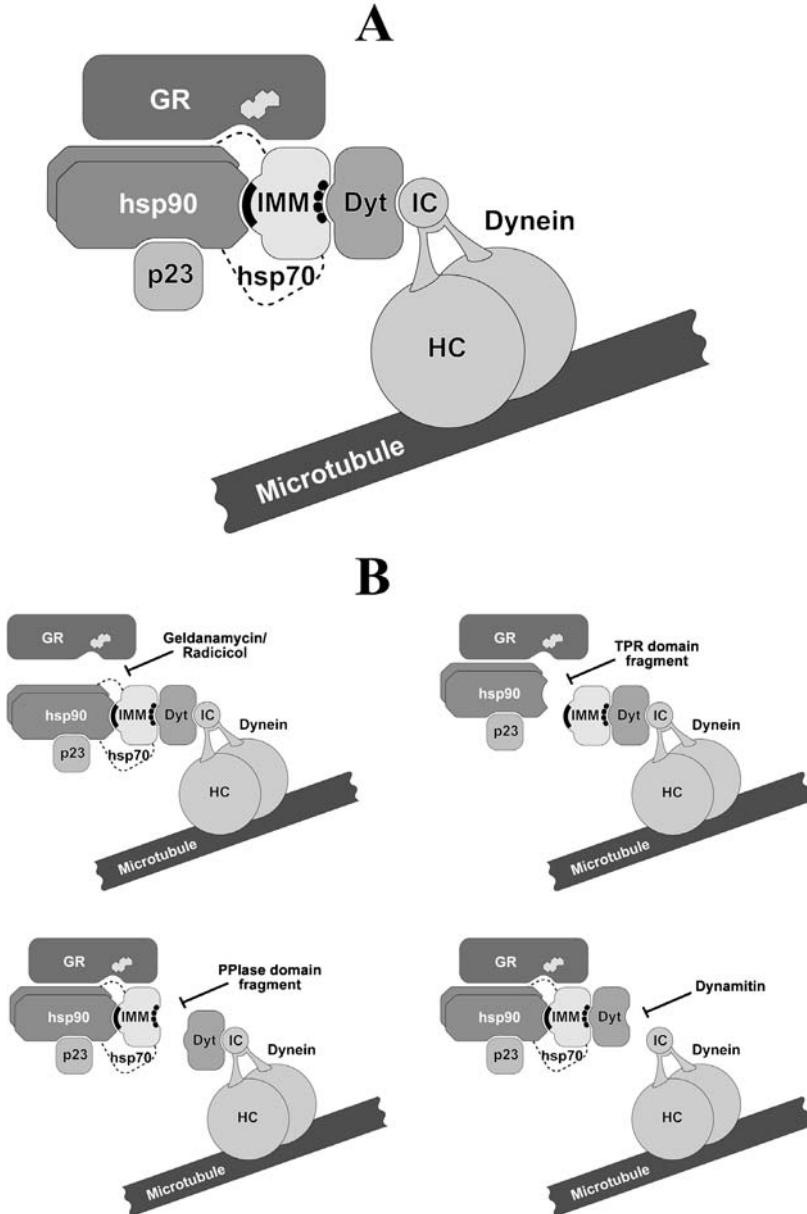 A
GR
hsp90
IMM
Dyt
IC
Dynein
p23
hsp70
HC
Microtubule
B
GR
Geldanamycin/
Radicicol
hsp90
IMM
Dyt
IC
Dynein
p23
hsp70
HC
Microtubule
GR
TPR domain
fragment
hsp90
IMM
Dyt
IC
Dynein
p23
HC
Microtubule
GR
PPIase domain
fragment
hsp90
IMM
Dyt
IC
Dynein
p23
hsp70
HC
Microtubule
GR
Dynamitin
hsp90
IMM
Dyt
IC
Dynein
p23
hsp70
HC
Microtubule